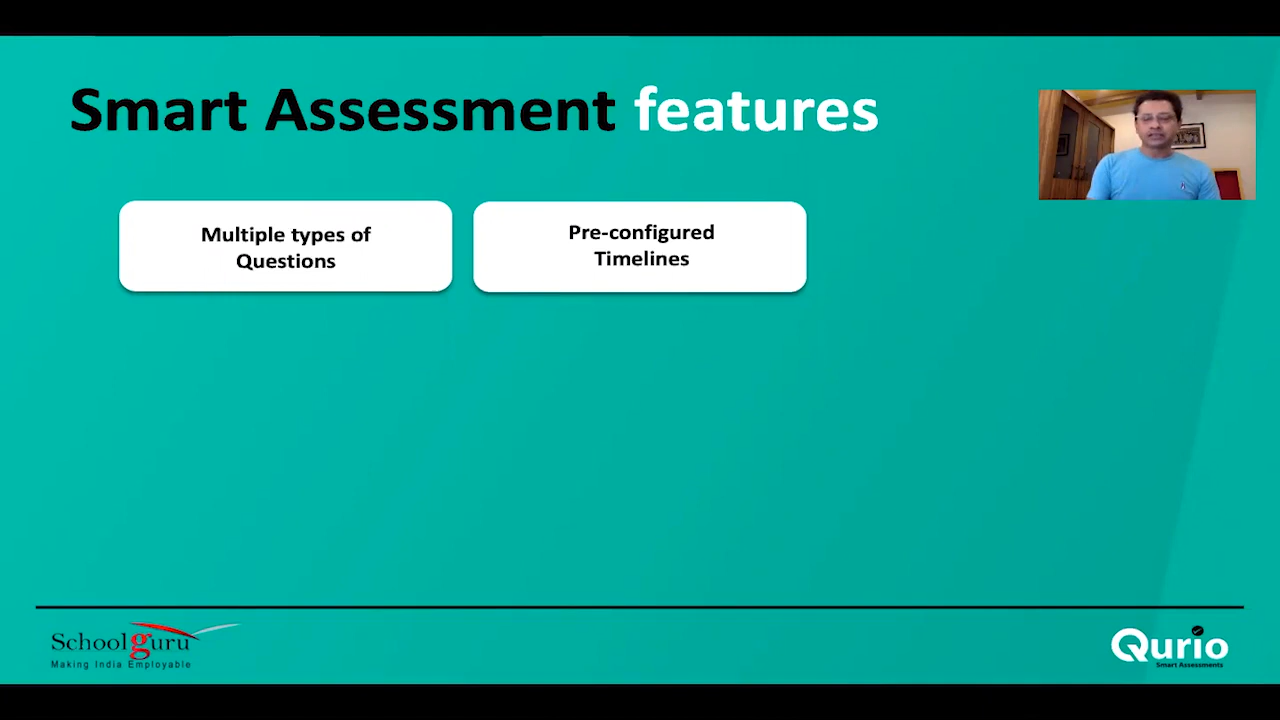 Smart Assessment features
Multiple types of
Questions
Pre-configured
Timelines
Schoolguru
Making India Employable
Qurio
Smart Assessments